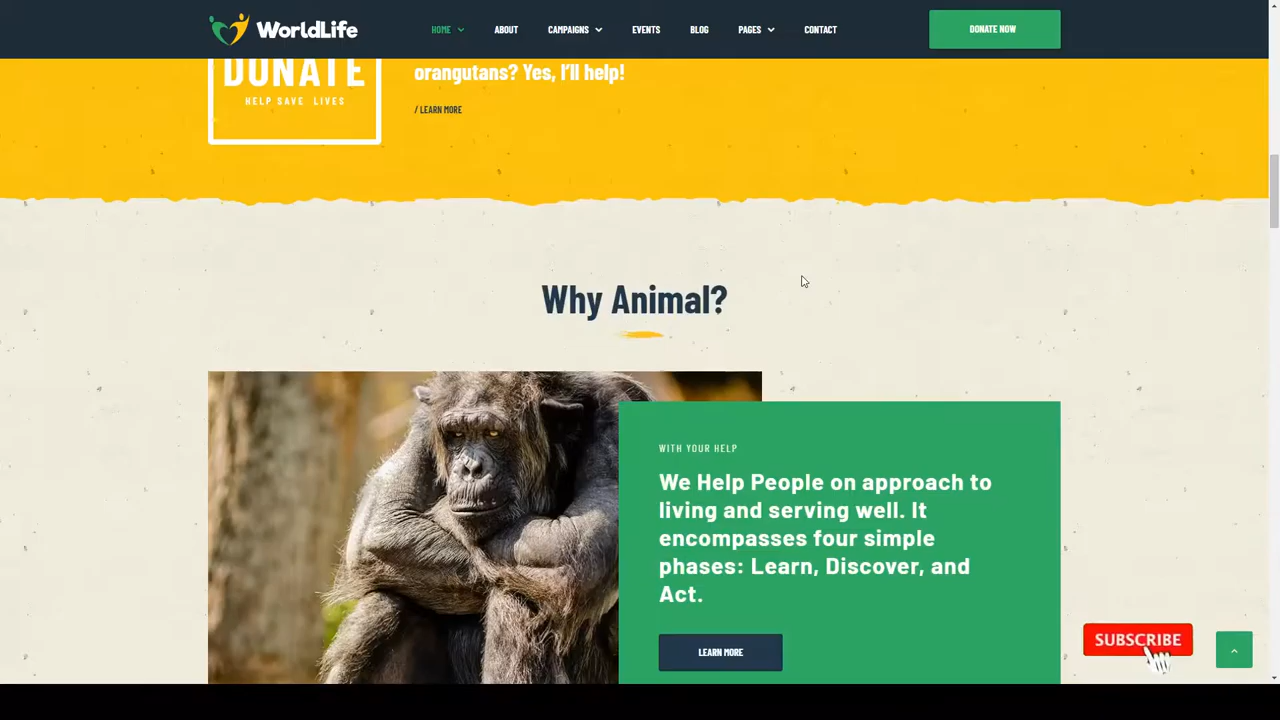 WorldLife
HOME
ABOUT
CAMPAIGNS
EVENTS
BLOG
PAGES
CONTACT
DONATE NOW
DONATE
HELP SAVE LIVES
orangutans? Yes, I'll help!
/ LEARN MORE
Why Animal?
WITH YOUR HELP
We Help People on approach to
living and serving well. It
encompasses four simple
phases: Learn, Discover, and
Act.
LEARN MORE
SUBSCRIBE